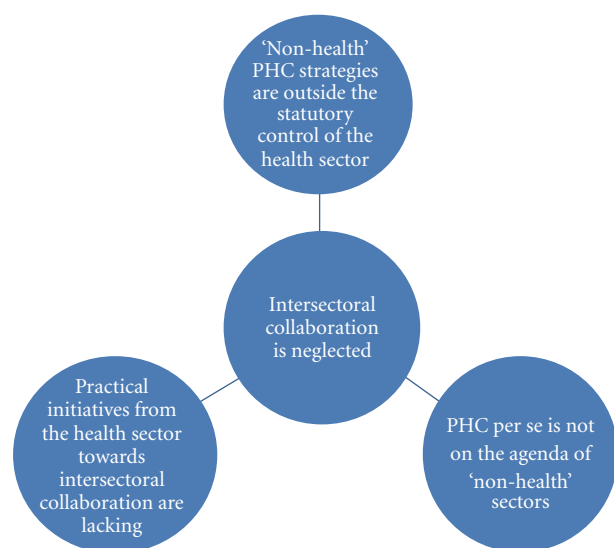 ‘Non-health’
PHC strategies
are outside the
statutory
control of the
health sector
Intersectoral
collaboration
is neglected
Practical
initiatives from
the health sector
towards
intersectoral
collaboration are
lacking
PHC per se is not
on the agenda of
‘non-health’
sectors